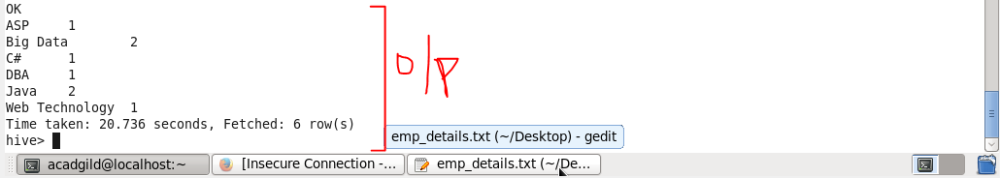 OK
ASP 1
Big Data 2
C# 1
DBA 1
Java 2
Web Technology 1
Time taken: 20.736 seconds, Fetched: 6 row(s)
hive>
o/p
emp_details.txt (~/Desktop) - gedit
acadgild@localhost:~
[Insecure Connection -...
emp_details.txt (~/De...